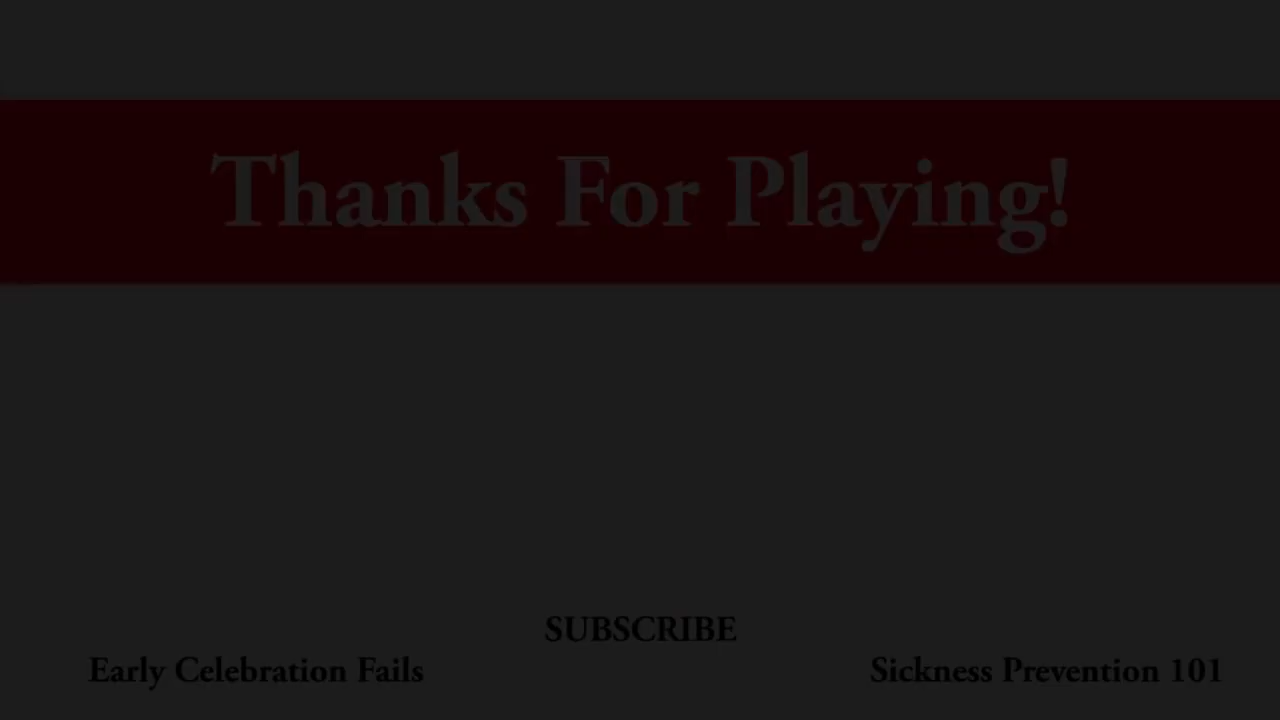 Thanks For Playing!
SUBSCRIBE
Early Celebration Fails
Sickness Prevention 101